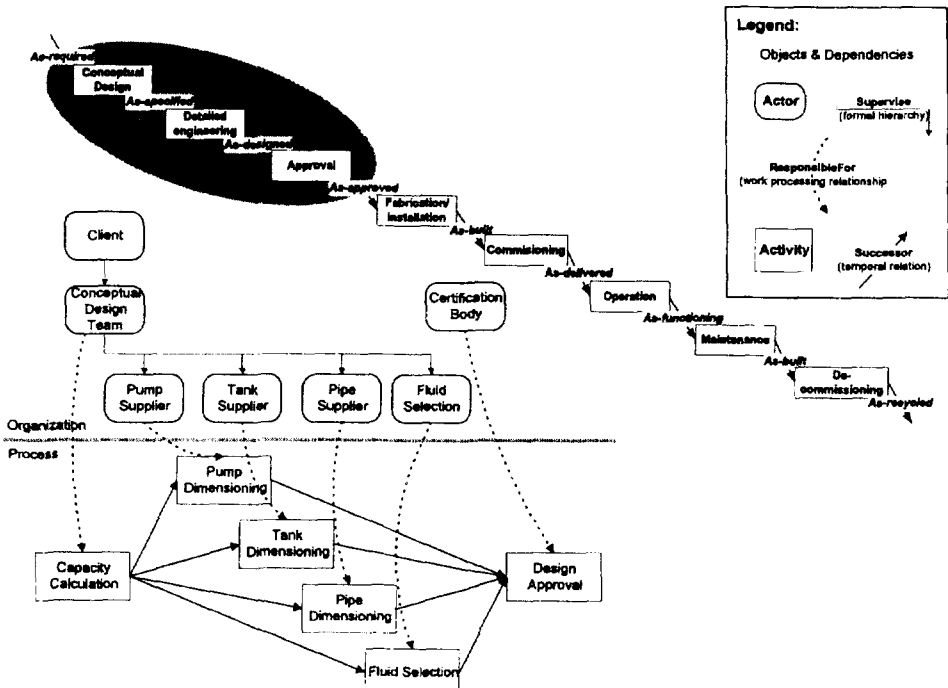 As-required
Conceptual
Design
As-specified
Detailed
engineering
As-designed
Approval
As-approved
Fabrication/
installation
As-built
Commisioning
As-delivered
Operation
As-functioning
Maintenance
As-built
De-
commissioning
As-recycled
Legend:
Objects & Dependencies
Actor
Supervise
(formal hierarchy)
ResponsibleFor
(work processing relationship
Activity
Successor
(temporal relation)
Client
Conceptual
Design
Team
Certification
Body
Pump
Supplier
Tank
Supplier
Pipe
Supplier
Fluid
Selection
Organization
Process
Pump
Dimensioning
Tank
Dimensioning
Capacity
Calculation
Pipe
Dimensioning
Design
Approval
Fluid Selection